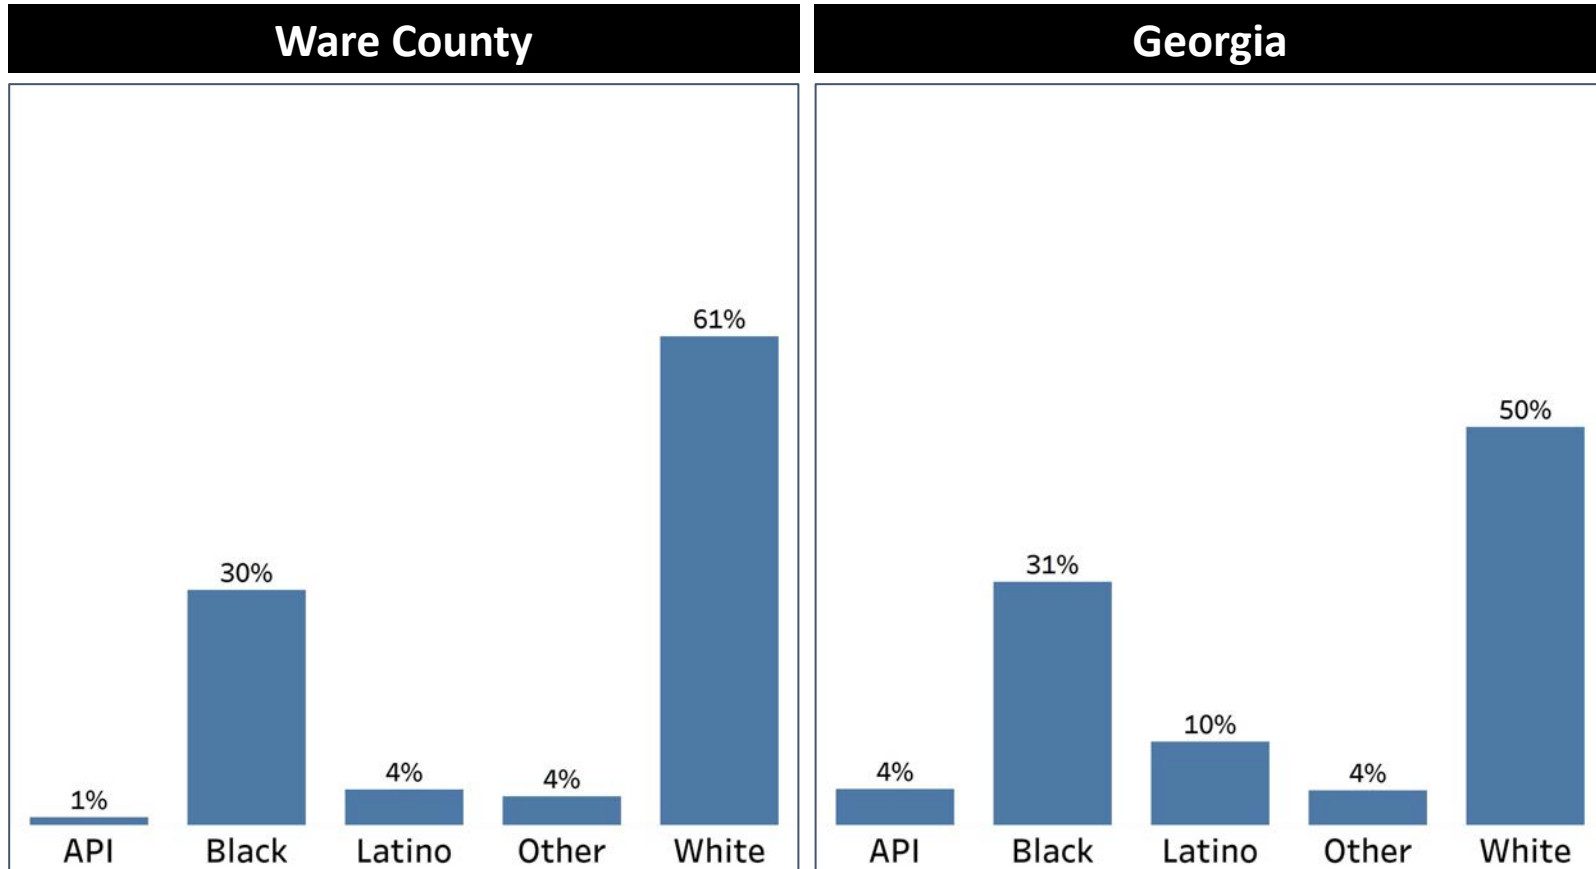 Ware County
61%
30%
4%
4%
1%
API Black Latino Other White
Georgia
50%
31%
10%
4%
4%
API Black Latino Other White